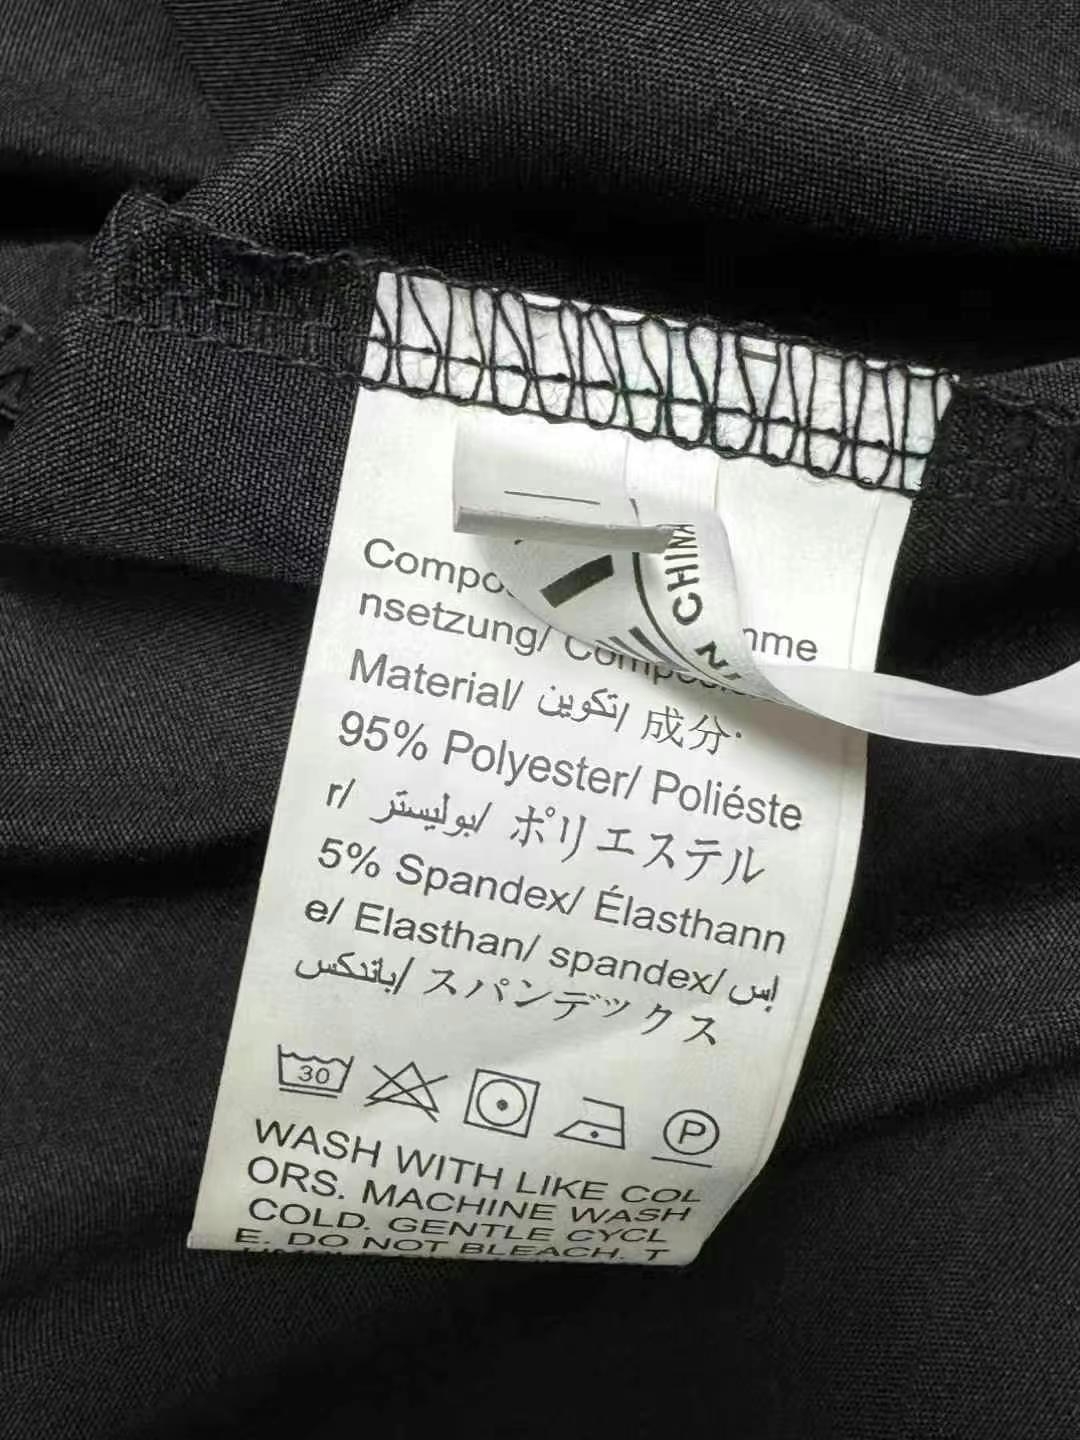 CHINA
nsetzung/
Material/ تكوين/ 成分:
95% Polyester/ Poliéste
r/ بوليستر/ ポリエステル
5% Spandex/ Élasthann
e/ Elasthan/ spandex/ إس
باندكس/ スパンデックス
30
P
WASH WITH LIKE COL
ORS. MACHINE WASH
COLD. GENTLE CYCL
E. DO NOT BLEACH. T